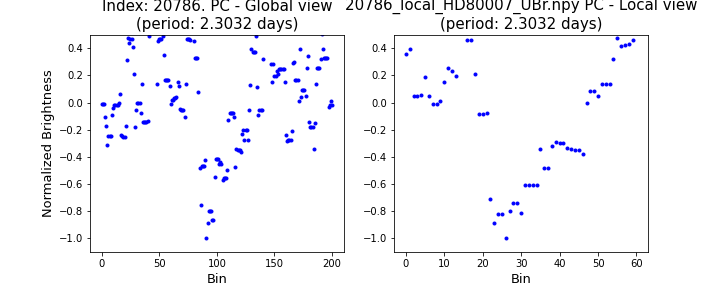 Index: 20786. PC - Global view
(period: 2.3032 days)
20786_local_HD80007_UBr.npy PC - Local view
(period: 2.3032 days)
Normalized Brightness
0.4
0.2
0.0
−0.2
−0.4
−0.6
−0.8
−1.0
0 50 100 150 200
Bin
0.4
0.2
0.0
−0.2
−0.4
−0.6
−0.8
−1.0
0 10 20 30 40 50 60
Bin